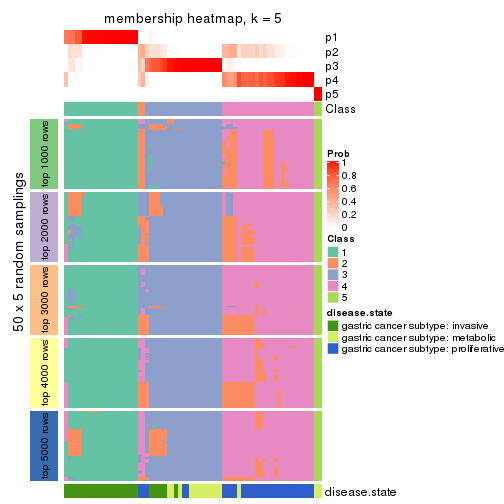 membership heatmap, k = 5
p1
p2
p3
p4
p5
Class
50 x 5 random samplings
top 1000 rows
top 2000 rows
top 3000 rows
top 4000 rows
top 5000 rows
disease.state
Prob
1
0.8
0.6
0.4
0.2
0
Class
1
2
3
4
5
disease.state
gastric cancer subtype: invasive
gastric cancer subtype: metabolic
gastric cancer subtype: proliferative